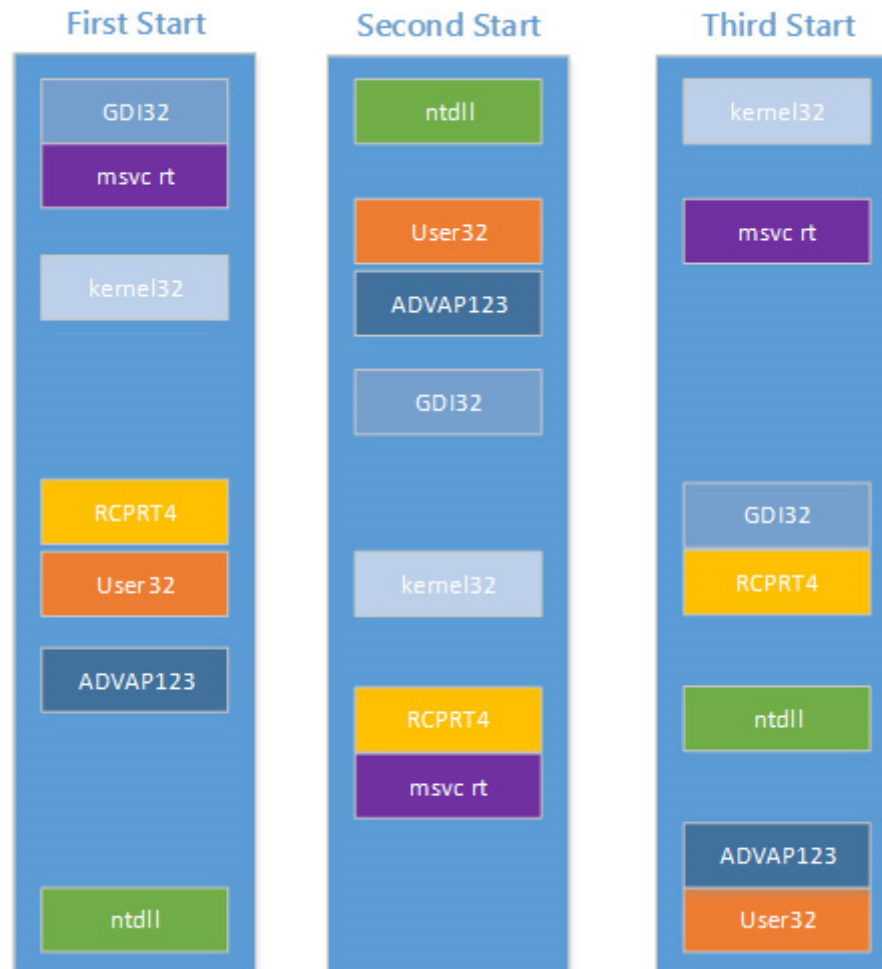 First Start
GDI32
msvc rt
kernel32
RCPRT4
User32
ADVAP123
ntdll
Second Start
ntdll
User32
ADVAP123
GDI32
kernel32
RCPRT4
msvc rt
Third Start
kernel32
msvc rt
GDI32
RCPRT4
ntdll
ADVAP123
User32